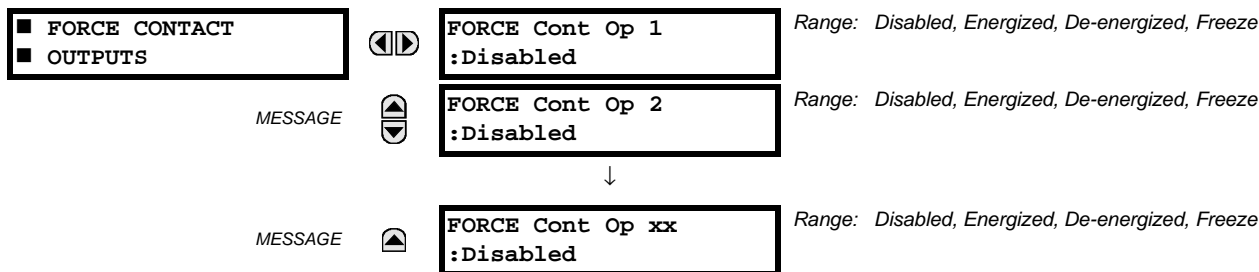 ■ FORCE CONTACT
■ OUTPUTS
FORCE Cont Op 1
:Disabled
Range: Disabled, Energized, De-energized, Freeze
MESSAGE
FORCE Cont Op 2
:Disabled
Range: Disabled, Energized, De-energized, Freeze
↓
MESSAGE
FORCE Cont Op xx
:Disabled
Range: Disabled, Energized, De-energized, Freeze